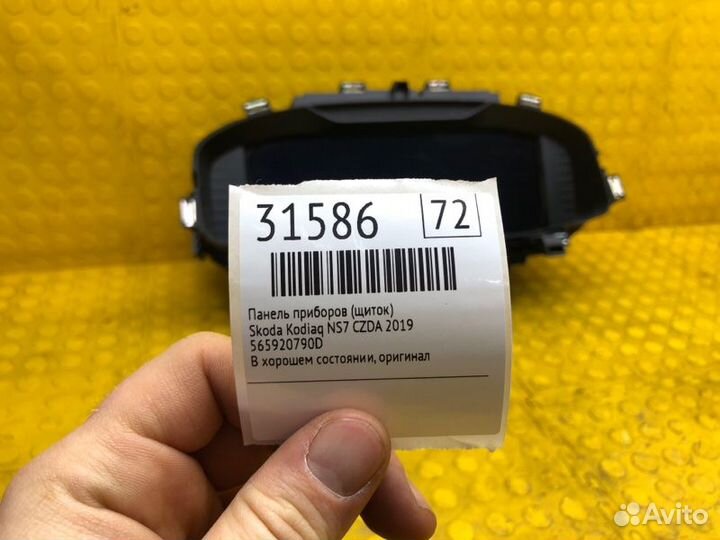 31586 72
Панель приборов (щиток)
Skoda Kodiaq NS7 CZDA 2019
565920790D
В хорошем состоянии, оригинал
Avito